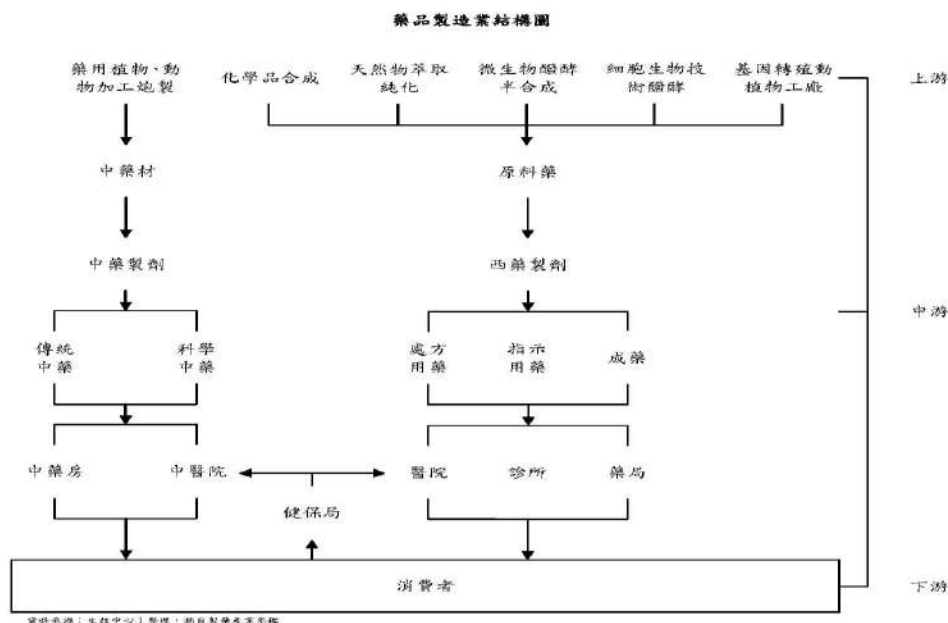 藥品製造業結構圖
藥用植物、動
物加工炮製
化學品合成
天然物萃取
純化
微生物醱酵
半合成
細胞生物技
術醱酵
基因轉殖動
植物工廠
上游
中藥材
原料藥
中藥製劑
西藥製劑
中游
傳統
中藥
科學
中藥
處方
用藥
指示
用藥
成藥
中藥房
中醫院
醫院
診所
藥局
健保局
消費者
下游